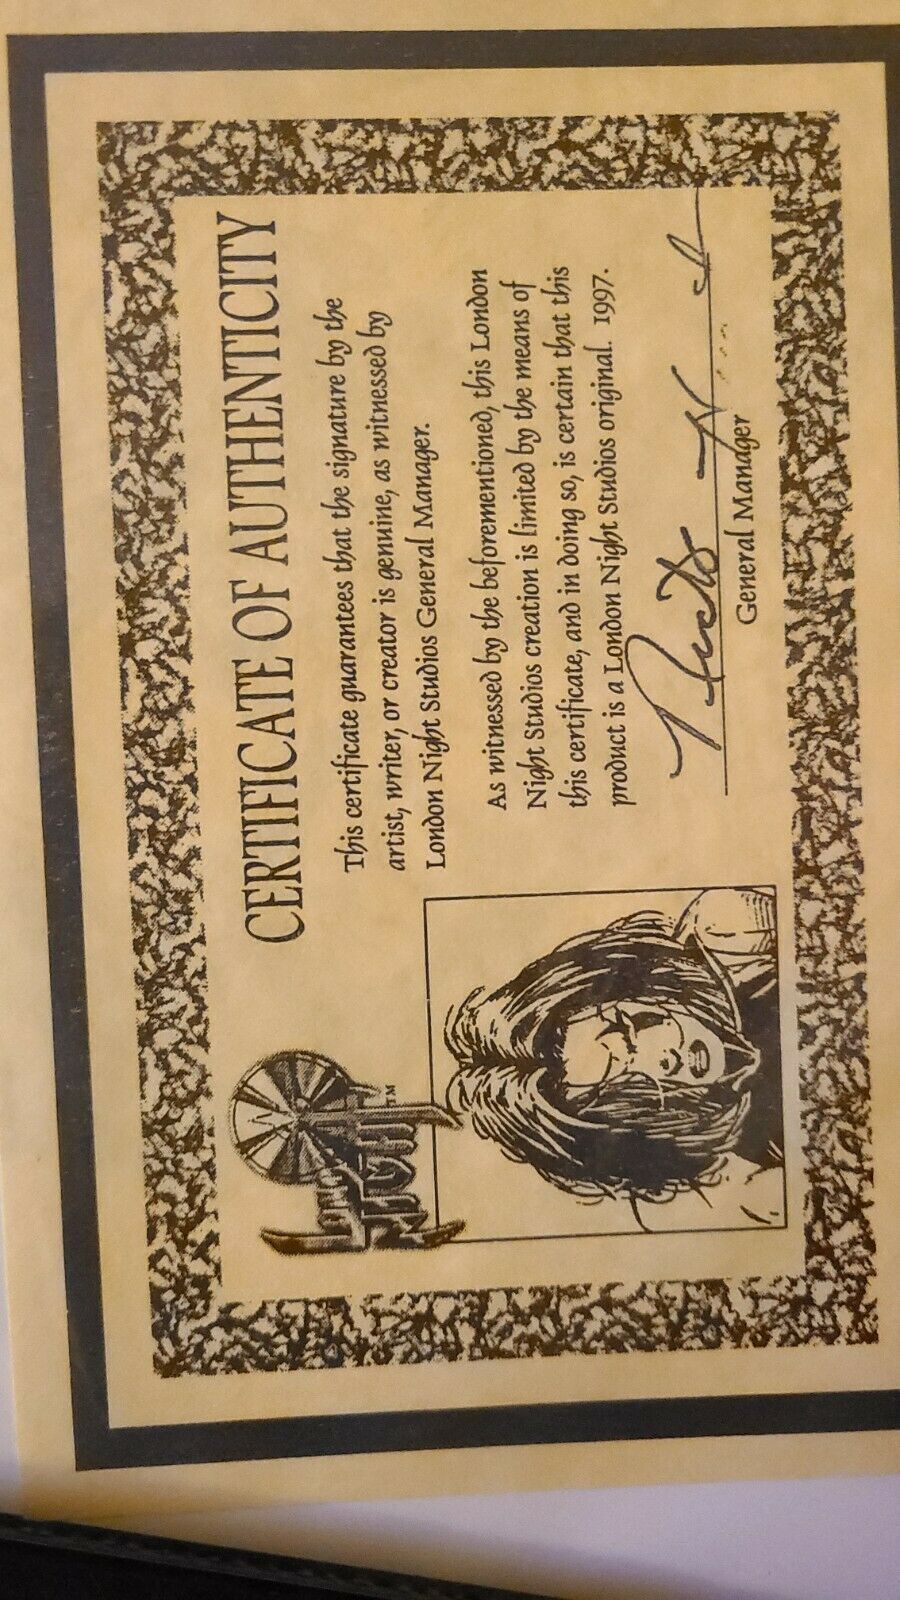 CERTIFICATE OF AUTHENTICITY
This certificate guarantees that the signature by the
artist, writer, or creator is genuine, as witnessed by
London Night Studios General Manager.
As witnessed by the beforementioned, this London
Night Studios creation is limited by the means of
this certificate, and in doing so, is certain that this
product is a London Night Studios original. 1997.
General Manager
London
Night™